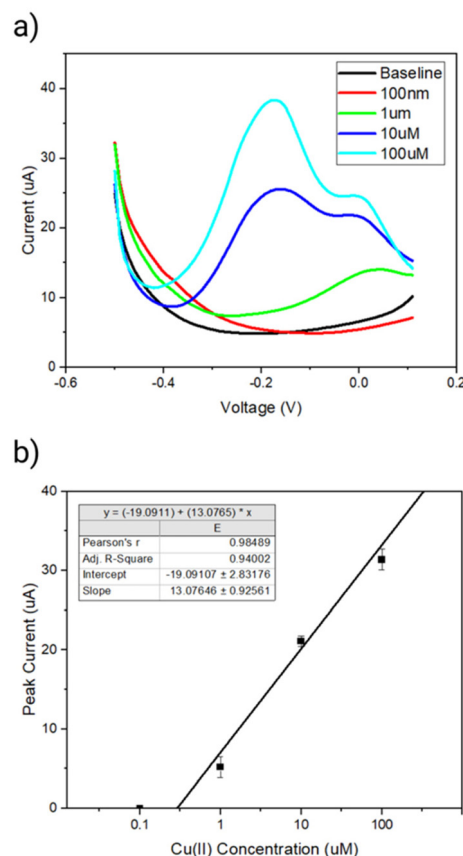 a)
Baseline
100nm
1um
10uM
100uM
Current (uA)
40
30
20
10
0
-0.6
-0.4
-0.2
0.0
Voltage (V)
b)
y = (-19.0911) + (13.0765) * x
E
Pearson's r 0.98489
Adj. R-Square 0.94002
Intercept -19.09107 ± 2.83176
Slope 13.07646 ± 0.92561
Peak Current (uA)
40
30
20
10
0
0.1
1
10
100
Cu(II) Concentration (uM)